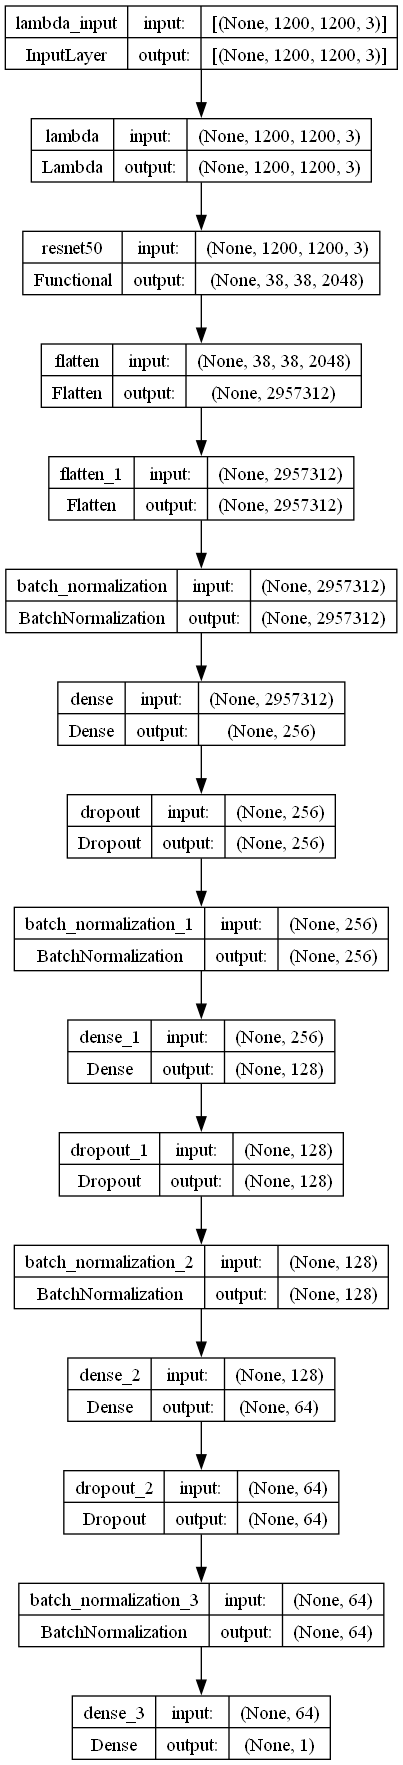 lambda_input input: [(None, 1200, 1200, 3)]
InputLayer output: [(None, 1200, 1200, 3)]
lambda input: (None, 1200, 1200, 3)
Lambda output: (None, 1200, 1200, 3)
resnet50 input: (None, 1200, 1200, 3)
Functional output: (None, 38, 38, 2048)
flatten input: (None, 38, 38, 2048)
Flatten output: (None, 2957312)
flatten_1 input: (None, 2957312)
Flatten output: (None, 2957312)
batch_normalization input: (None, 2957312)
BatchNormalization output: (None, 2957312)
dense input: (None, 2957312)
Dense output: (None, 256)
dropout input: (None, 256)
Dropout output: (None, 256)
batch_normalization_1 input: (None, 256)
BatchNormalization output: (None, 256)
dense_1 input: (None, 256)
Dense output: (None, 128)
dropout_1 input: (None, 128)
Dropout output: (None, 128)
batch_normalization_2 input: (None, 128)
BatchNormalization output: (None, 128)
dense_2 input: (None, 128)
Dense output: (None, 64)
dropout_2 input: (None, 64)
Dropout output: (None, 64)
batch_normalization_3 input: (None, 64)
BatchNormalization output: (None, 64)
dense_3 input: (None, 64)
Dense output: (None, 1)